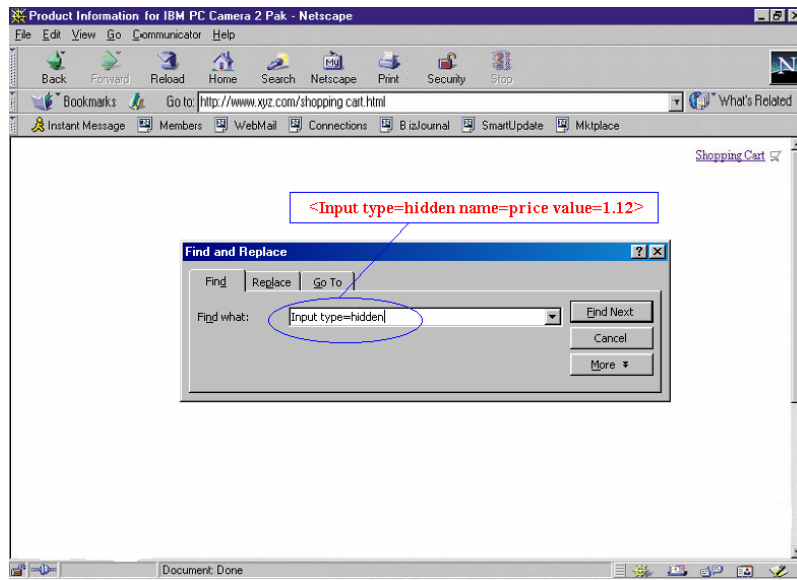 Product Information for IBM PC Camera 2 Pak - Netscape
File Edit View Go Communicator Help
Back Forward Reload Home Search Netscape Print Security Stop
My
N
Bookmarks Go to: http://www.xyz.com/shopping cart.html What's Related
Instant Message Members WebMail Connections BizJournal SmartUpdate Mktplace
Shopping Cart
<Input type=hidden name=price value=1.12>
Find and Replace
Find Replace Go To
Find what: Input type=hidden Find Next
Cancel
More
Document: Done